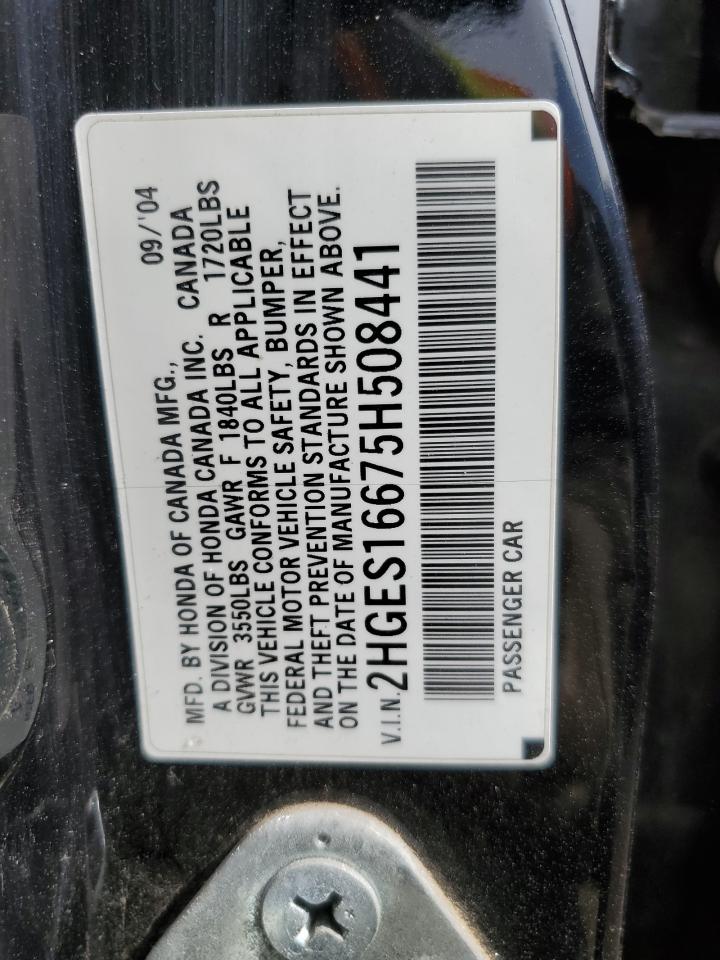 MFD. BY HONDA OF CANADA MFG., 09/'04
A DIVISION OF HONDA CANADA INC. CANADA
GVWR 3550LBS GAWR F 1840LBS R 1720LBS
THIS VEHICLE CONFORMS TO ALL APPLICABLE
FEDERAL MOTOR VEHICLE SAFETY, BUMPER,
AND THEFT PREVENTION STANDARDS IN EFFECT
ON THE DATE OF MANUFACTURE SHOWN ABOVE.
V.I.N. 2HGES16675H508441
PASSENGER CAR